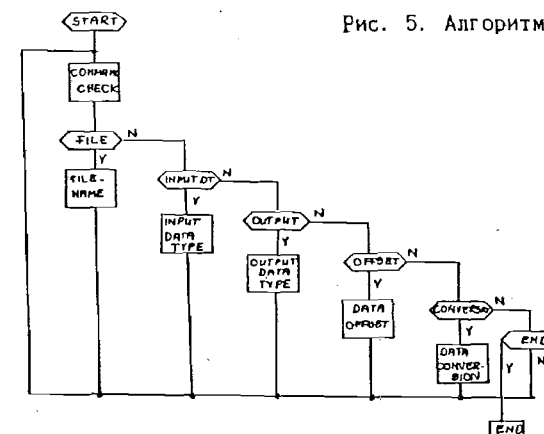 START
Рис. 5. Алгоритм
COMMAND
CHECK
FILE
N
Y
FILE-
NAME
INPUT DT
N
Y
INPUT
DATA
TYPE
OUTPUT
N
Y
OUTPUT
DATA
TYPE
OFFSET
N
Y
DATA
OFFSET
CONVERSN
N
Y
DATA
CONVER-
SION
END
Y
N
END